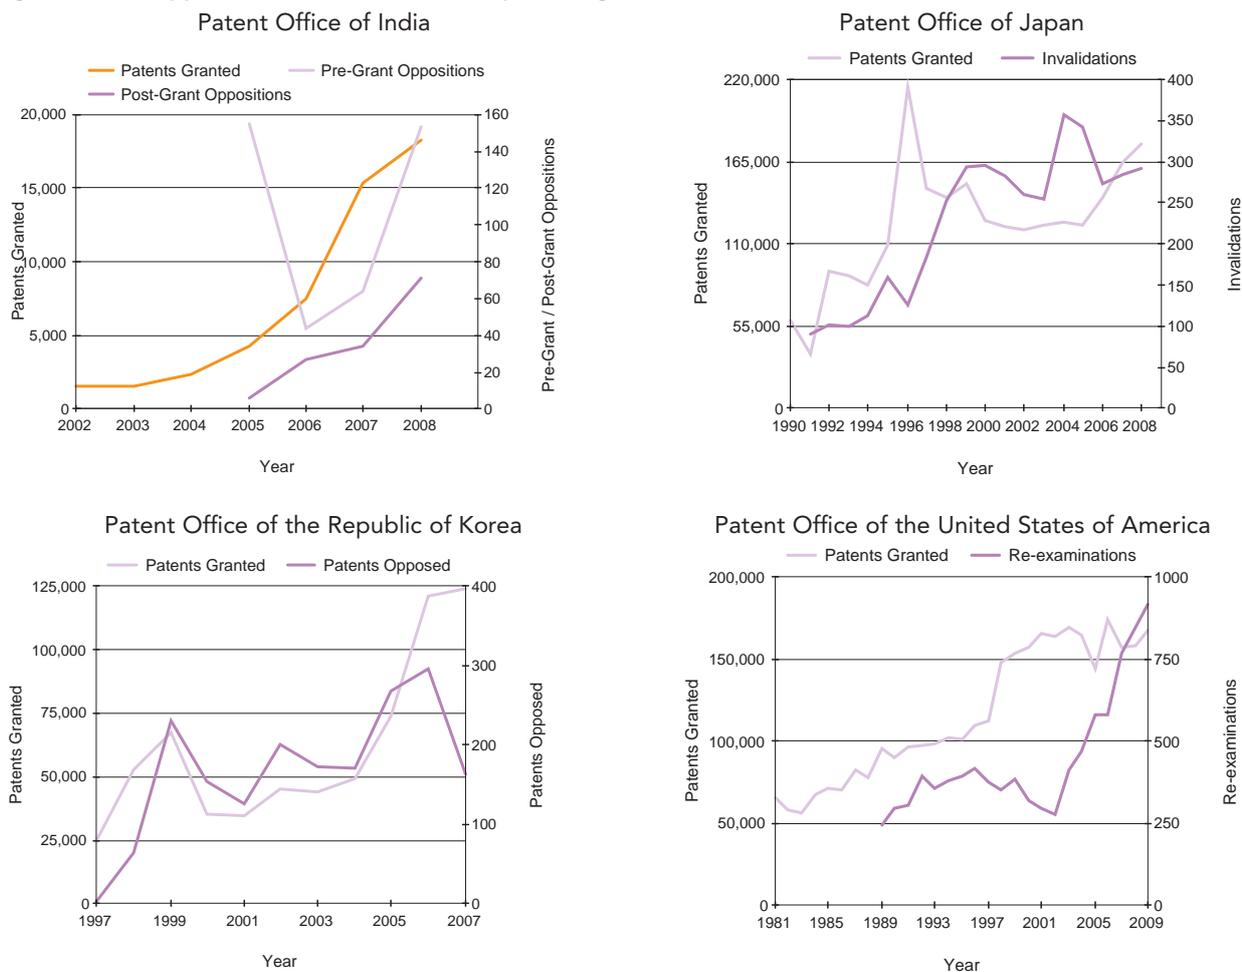 Patent Office of India
Patents Granted
Pre-Grant Oppositions
Post-Grant Oppositions
20,000
15,000
10,000
5,000
0
160
140
120
100
80
60
40
20
0
Patents Granted
Pre-Grant / Post-Grant Oppositions
2002 2003 2004 2005 2006 2007 2008
Year
Patent Office of Japan
Patents Granted
Invalidations
220,000
165,000
110,000
55,000
0
400
350
300
250
200
150
100
50
0
Patents Granted
Invalidations
1990 1992 1994 1996 1998 2000 2002 2004 2006 2008
Year
Patent Office of the Republic of Korea
Patents Granted
Patents Opposed
125,000
100,000
75,000
50,000
25,000
0
400
300
200
100
0
Patents Granted
Patents Opposed
1997 1999 2001 2003 2005 2007
Year
Patent Office of the United States of America
Patents Granted
Re-examinations
200,000
150,000
100,000
50,000
0
1000
750
500
250
0
Patents Granted
Re-examinations
1981 1985 1989 1993 1997 2001 2005 2009
Year